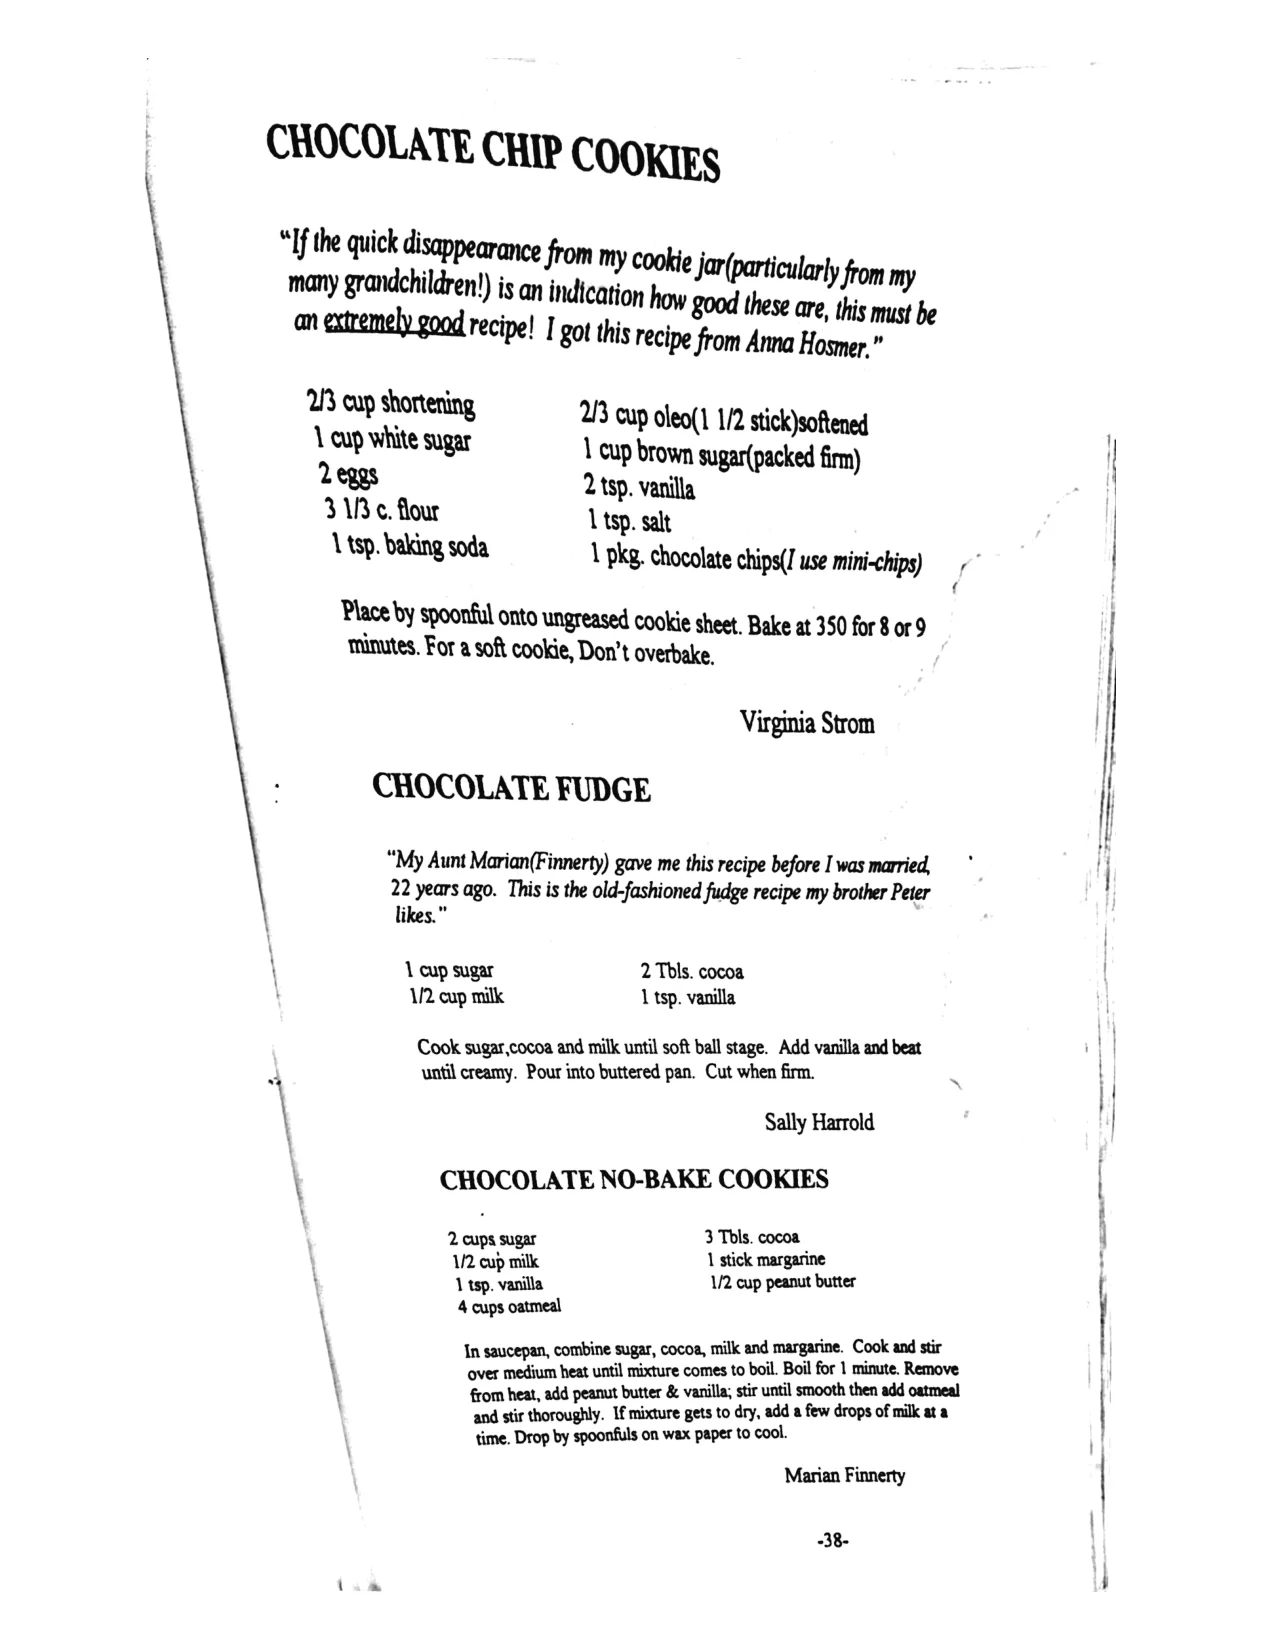 CHOCOLATE CHIP COOKIES
"If the quick disappearance from my cookie jar(particularly from my
many grandchildren!) is an indication how good these are, this must be
an extremely good recipe! I got this recipe from Anna Hosmer."
2/3 cup shortening
1 cup white sugar
2 eggs
3 1/3 c. flour
1 tsp. baking soda
2/3 cup oleo(1 1/2 stick)softened
1 cup brown sugar(packed firm)
2 tsp. vanilla
1 tsp. salt
1 pkg. chocolate chips(I use mini-chips)
Place by spoonful onto ungreased cookie sheet. Bake at 350 for 8 or 9
minutes. For a soft cookie, Don't overbake.
Virginia Strom
CHOCOLATE FUDGE
"My Aunt Marian(Finnerty) gave me this recipe before I was married,
22 years ago. This is the old-fashioned fudge recipe my brother Peter
likes."
1 cup sugar
1/2 cup milk
2 Tbls. cocoa
1 tsp. vanilla
Cook sugar,cocoa and milk until soft ball stage. Add vanilla and beat
until creamy. Pour into buttered pan. Cut when firm.
Sally Harrold
CHOCOLATE NO-BAKE COOKIES
2 cups sugar
1/2 cup milk
1 tsp. vanilla
4 cups oatmeal
3 Tbls. cocoa
1 stick margarine
1/2 cup peanut butter
In saucepan, combine sugar, cocoa, milk and margarine. Cook and stir
over medium heat until mixture comes to boil. Boil for 1 minute. Remove
from heat, add peanut butter & vanilla; stir until smooth then add oatmeal
and stir thoroughly. If mixture gets to dry, add a few drops of milk at a
time. Drop by spoonfuls on wax paper to cool.
Marian Finnerty
-38-